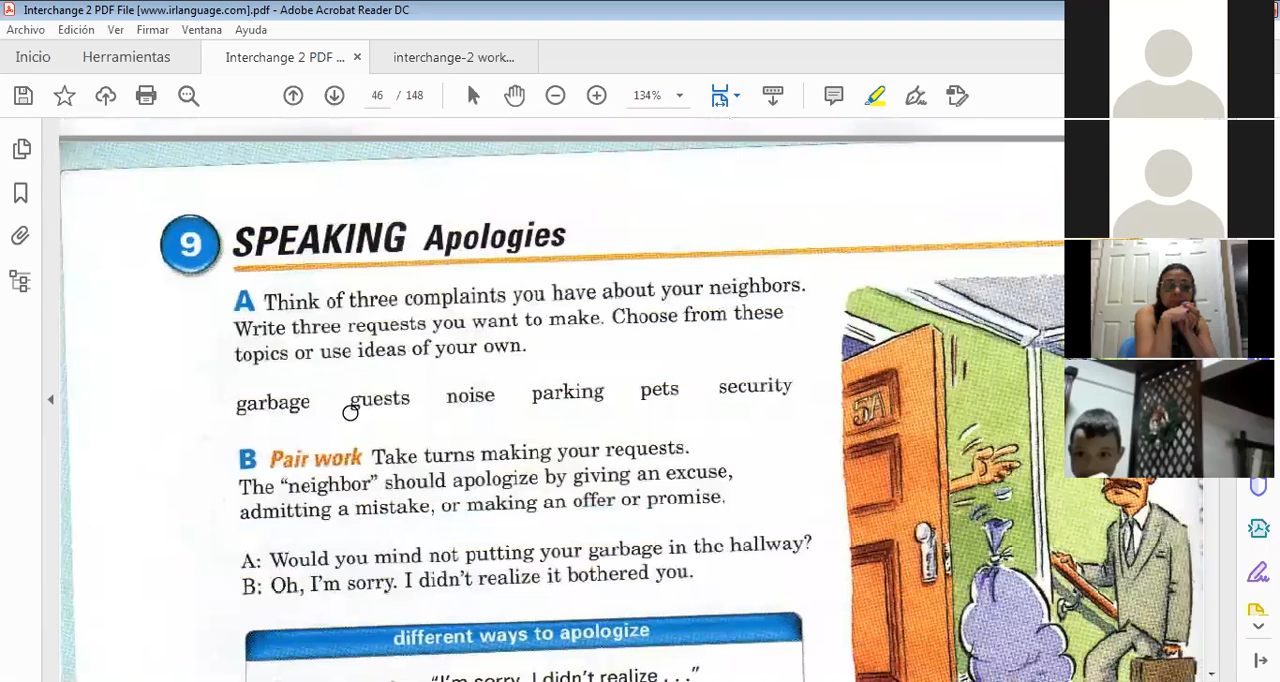 Interchange 2 PDF File [www.irlanguage.com].pdf - Adobe Acrobat Reader DC
Archivo Edición Ver Firmar Ventana Ayuda
Inicio Herramientas Interchange 2 PDF ... × interchange-2 work...
46 / 148 134%
9 SPEAKING Apologies
A Think of three complaints you have about your neighbors.
Write three requests you want to make. Choose from these
topics or use ideas of your own.
garbage guests noise parking pets security
B Pair work Take turns making your requests.
The “neighbor” should apologize by giving an excuse,
admitting a mistake, or making an offer or promise.
A: Would you mind not putting your garbage in the hallway?
B: Oh, I'm sorry. I didn't realize it bothered you.
different ways to apologize
"I'm sorry. I didn't realize . . ."
5A